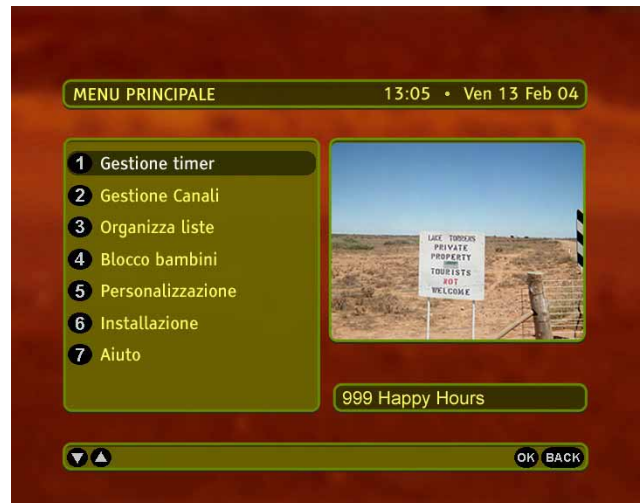 MENU PRINCIPALE
13:05 • Ven 13 Feb 04
1 Gestione timer
2 Gestione Canali
3 Organizza liste
4 Blocco bambini
5 Personalizzazione
6 Installazione
7 Aiuto
LAKE TORRENS
PRIVATE
PROPERTY
TOURISTS
NOT
WELCOME
999 Happy Hours
OK BACK